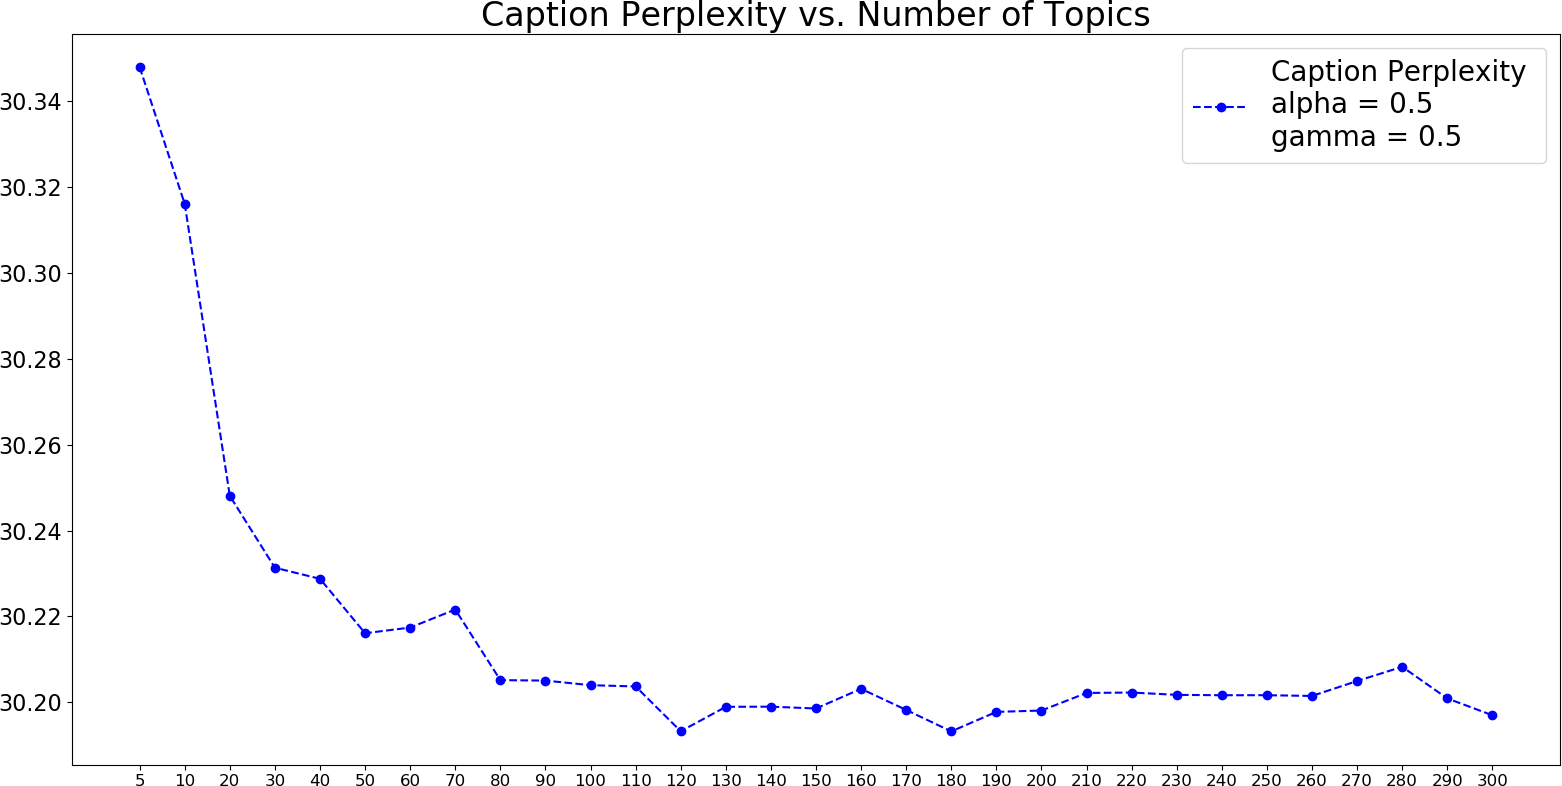 Caption Perplexity vs. Number of Topics
Caption Perplexity
alpha = 0.5
gamma = 0.5
30.34
30.32
30.30
30.28
30.26
30.24
30.22
30.20
5 10 20 30 40 50 60 70 80 90 100 110 120 130 140 150 160 170 180 190 200 210 220 230 240 250 260 270 280 290 300